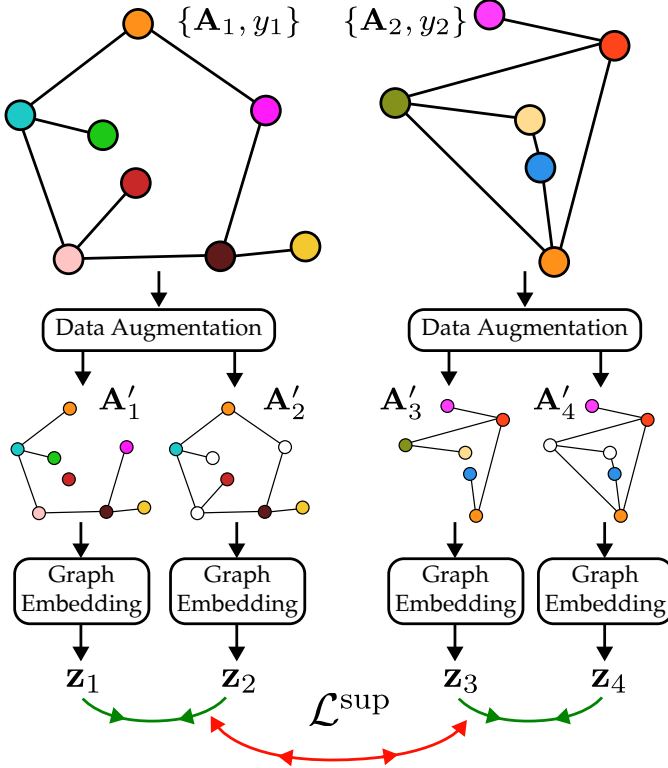 {A₁, y₁} {A₂, y₂}
Data Augmentation Data Augmentation
A′₁ A′₂ A′₃ A′₄
Graph Embedding Graph Embedding Graph Embedding Graph Embedding
z₁ z₂ z₃ z₄
ℒ^sup